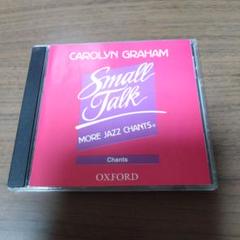 CAROLYN GRAHAM
Small
Talk
MORE JAZZ CHANTS®
Chants
OXFORD